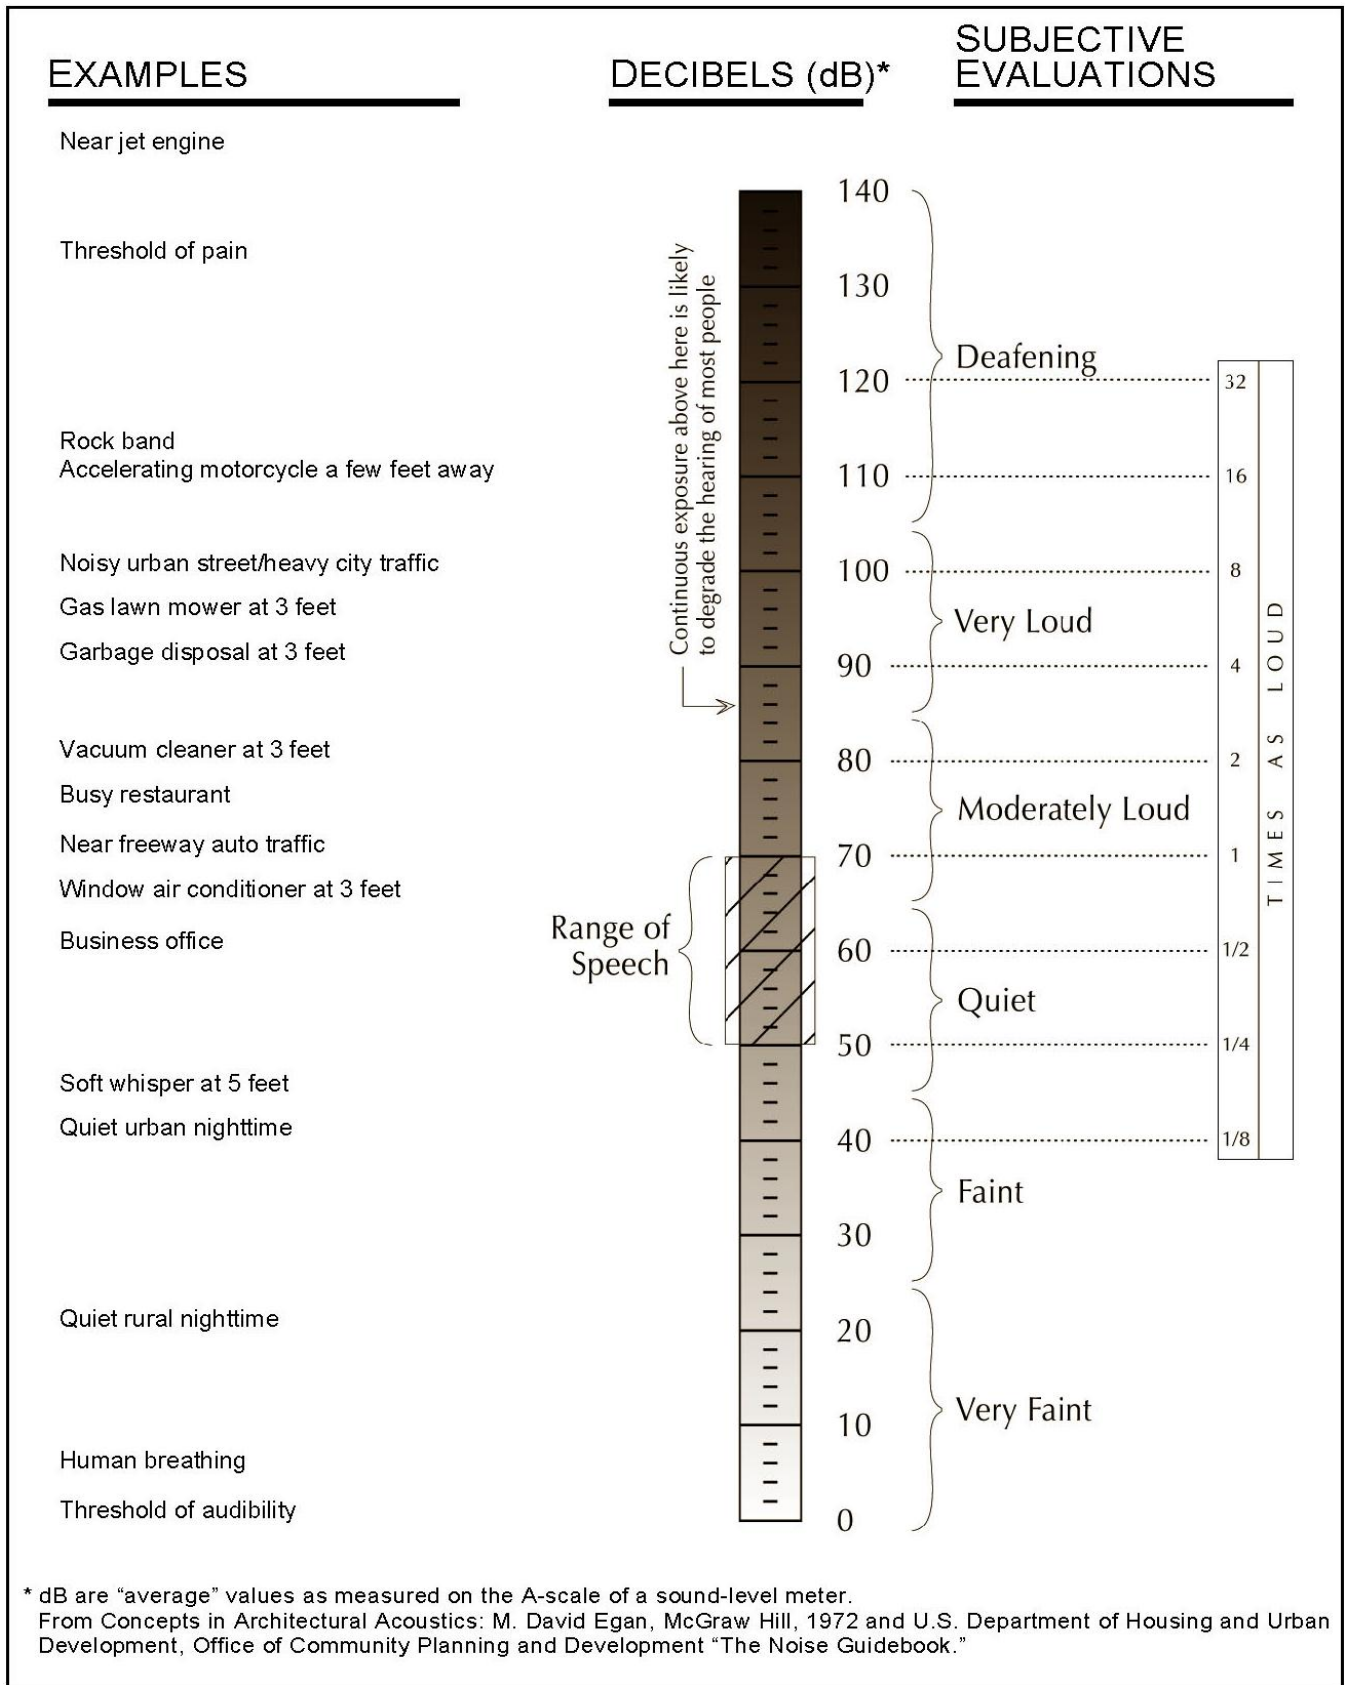 EXAMPLES
DECIBELS (dB)*
SUBJECTIVE
EVALUATIONS
Near jet engine
Threshold of pain
Rock band
Accelerating motorcycle a few feet away
Noisy urban street/heavy city traffic
Gas lawn mower at 3 feet
Garbage disposal at 3 feet
Vacuum cleaner at 3 feet
Busy restaurant
Near freeway auto traffic
Window air conditioner at 3 feet
Business office
Soft whisper at 5 feet
Quiet urban nighttime
Quiet rural nighttime
Human breathing
Threshold of audibility
Continuous exposure above here is likely
to degrade the hearing of most people
Range of
Speech
140
130
120
110
100
90
80
70
60
50
40
30
20
10
0
Deafening
Very Loud
Moderately Loud
Quiet
Faint
Very Faint
32
16
8
4
2
1
1/2
1/4
1/8
TIMES AS LOUD
* dB are “average” values as measured on the A-scale of a sound-level meter.
From Concepts in Architectural Acoustics: M. David Egan, McGraw Hill, 1972 and U.S. Department of Housing and Urban
Development, Office of Community Planning and Development “The Noise Guidebook.”